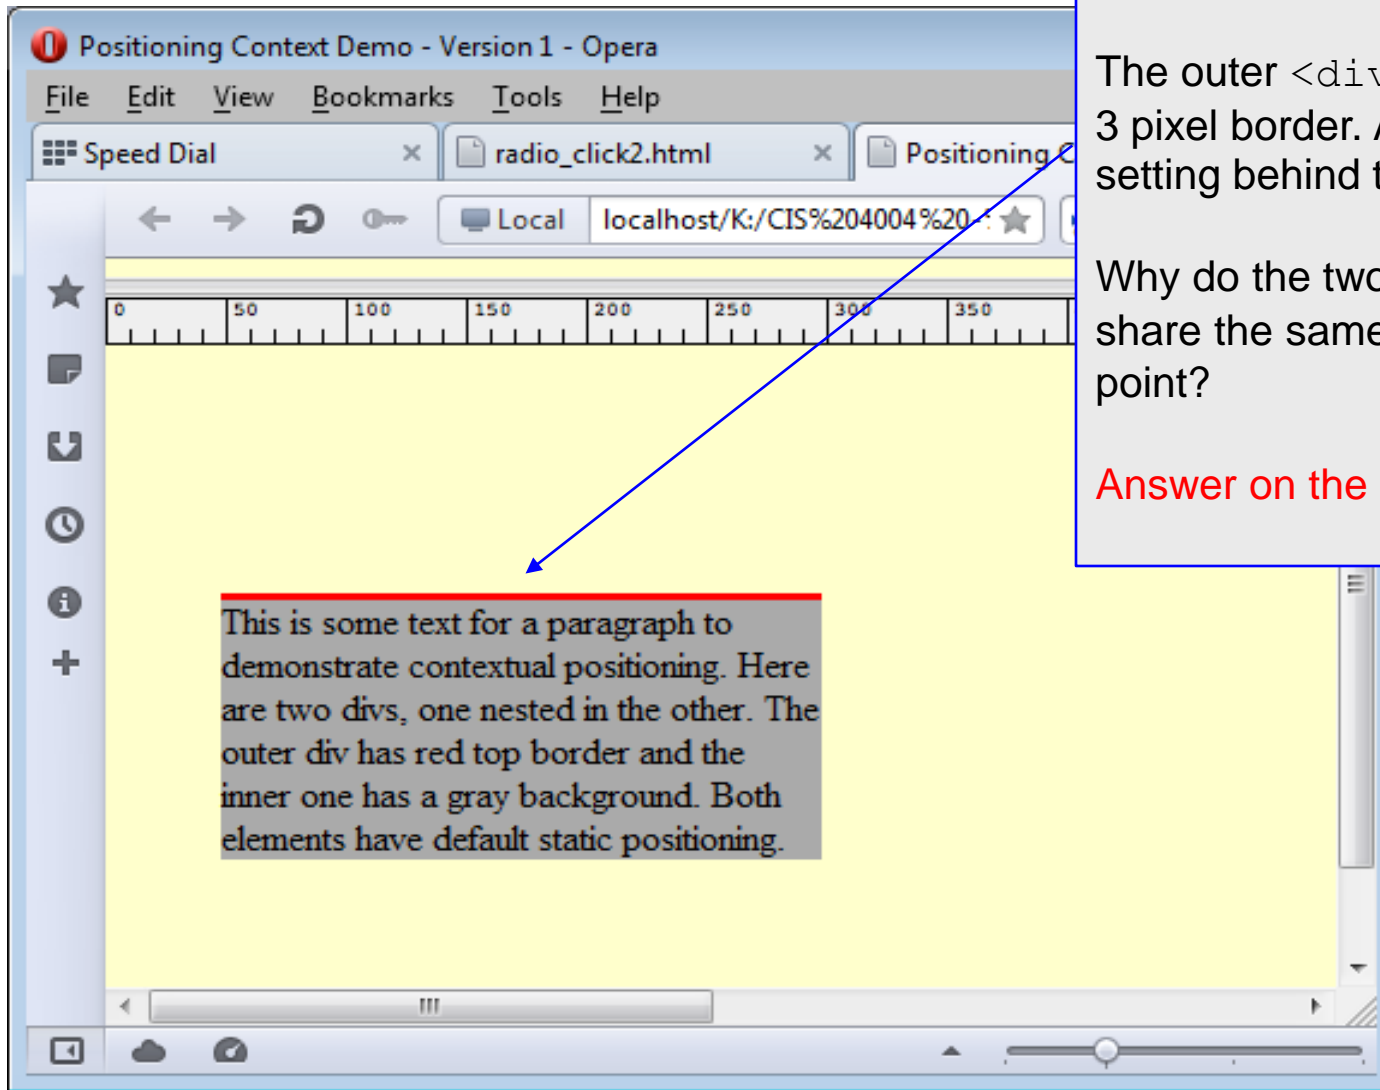 Positioning Context Demo - Version 1 - Opera
File Edit View Bookmarks Tools Help
Speed Dial
radio_click2.html
Positioning C
Local localhost/K:/CIS%204004%20-
0 50 100 150 200 250 300 350
This is some text for a paragraph to
demonstrate contextual positioning. Here
are two divs, one nested in the other. The
outer div has red top border and the
inner one has a gray background. Both
elements have default static positioning.
The outer <div
3 pixel border. A
setting behind t
Why do the two
share the same
point?
Answer on the